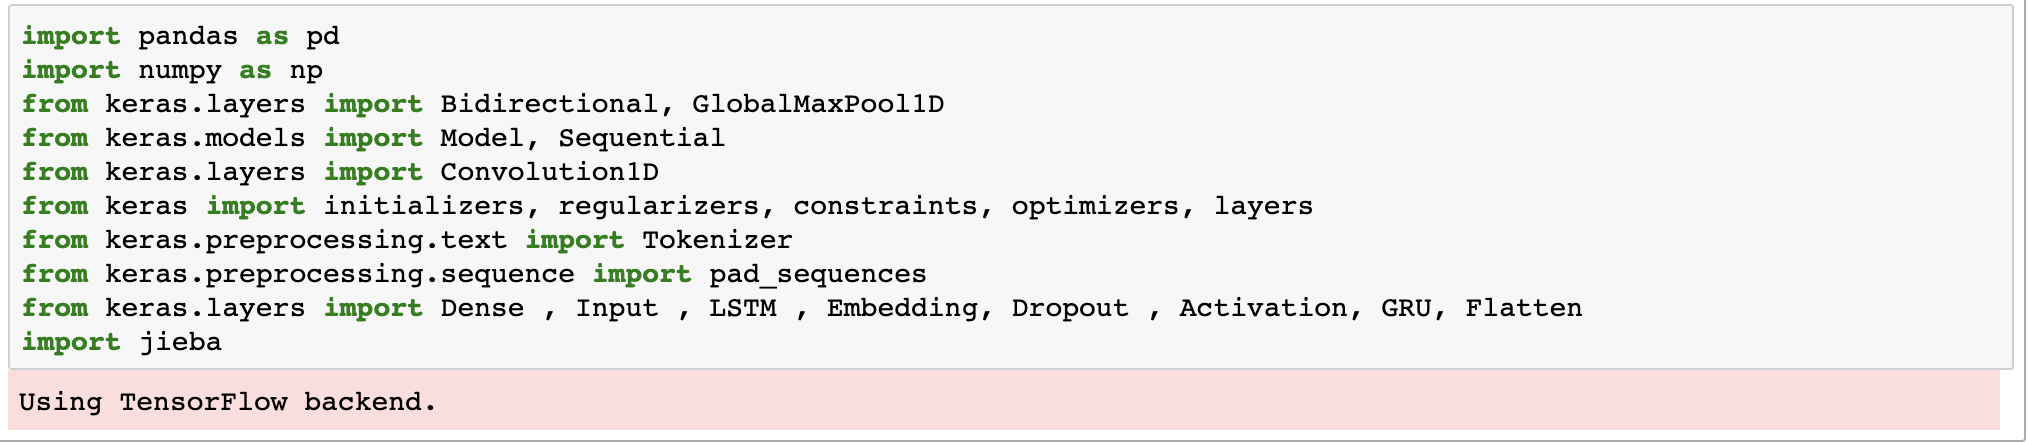 import pandas as pd
import numpy as np
from keras.layers import Bidirectional, GlobalMaxPool1D
from keras.models import Model, Sequential
from keras.layers import Convolution1D
from keras import initializers, regularizers, constraints, optimizers, layers
from keras.preprocessing.text import Tokenizer
from keras.preprocessing.sequence import pad_sequences
from keras.layers import Dense , Input , LSTM , Embedding, Dropout , Activation, GRU, Flatten
import jieba
Using TensorFlow backend.